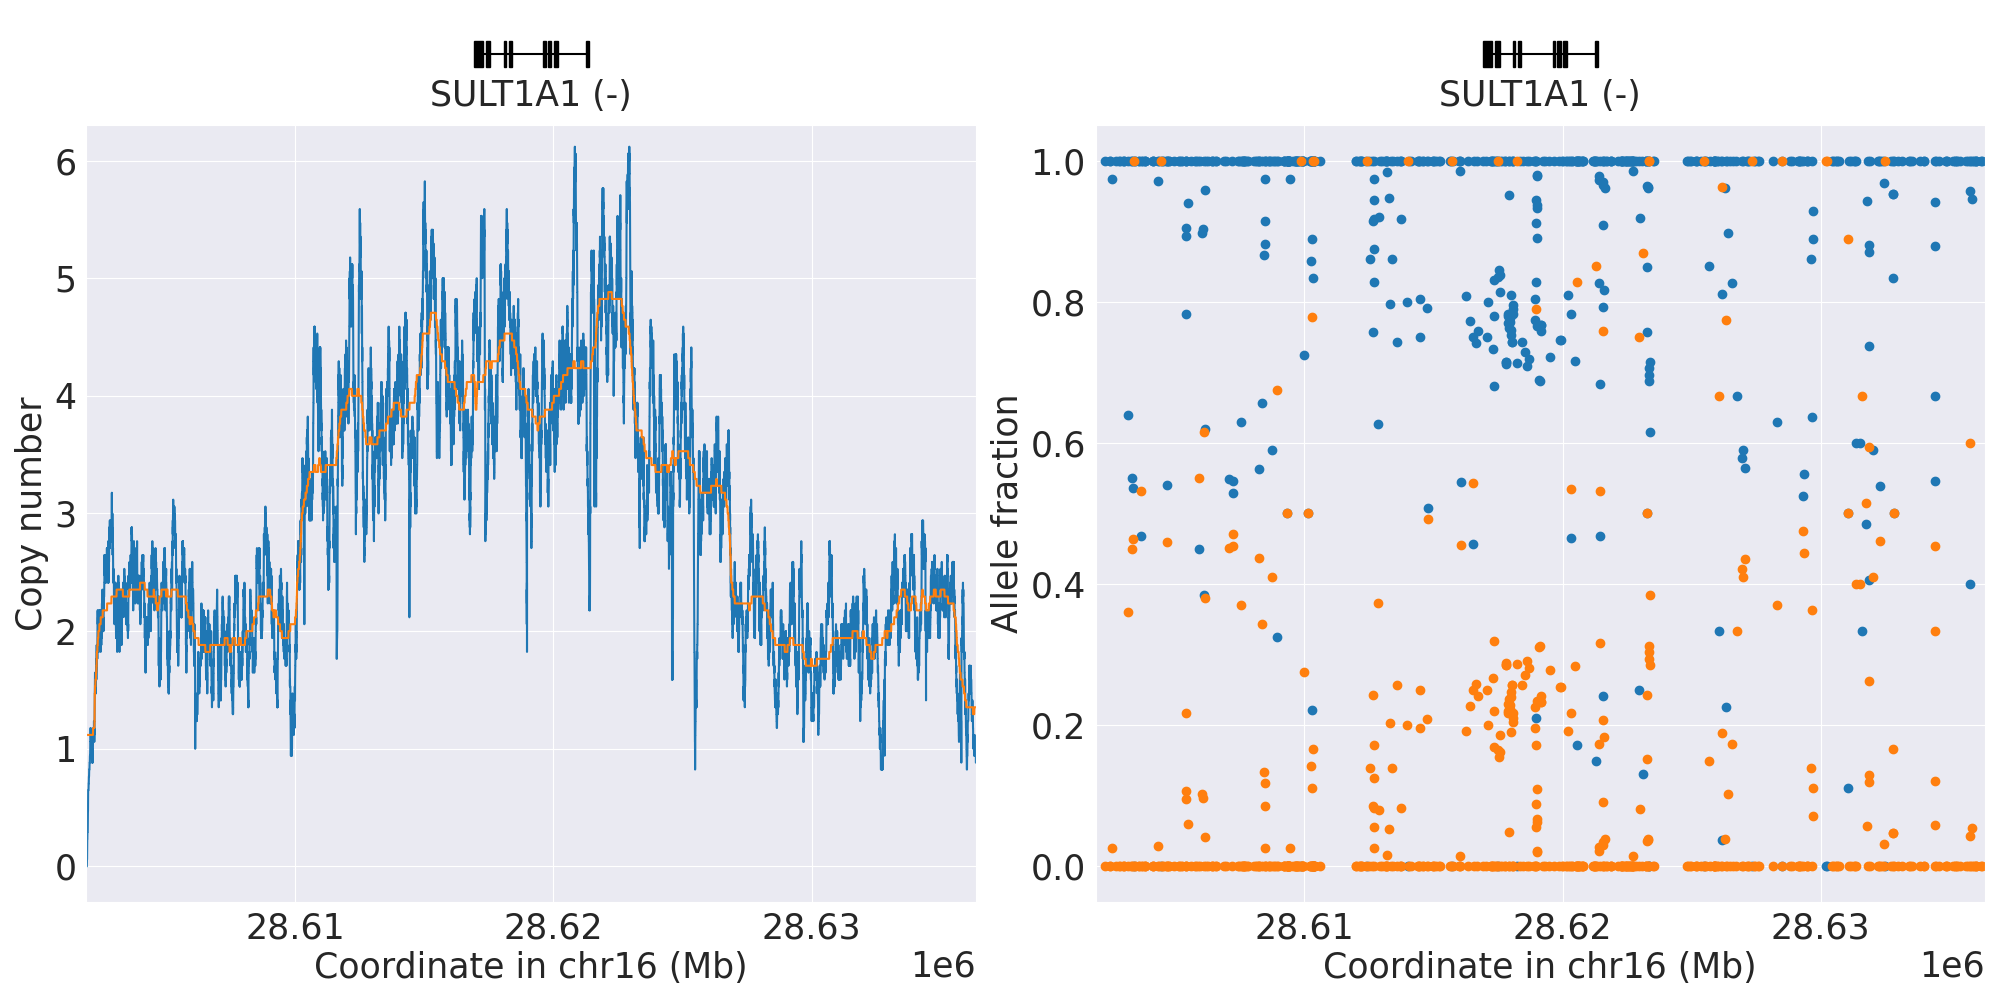 SULT1A1 (-)
Copy number
6
5
4
3
2
1
0
28.61 28.62 28.63
Coordinate in chr16 (Mb)
1e6
SULT1A1 (-)
Allele fraction
1.0
0.8
0.6
0.4
0.2
0.0
28.61 28.62 28.63
Coordinate in chr16 (Mb)
1e6